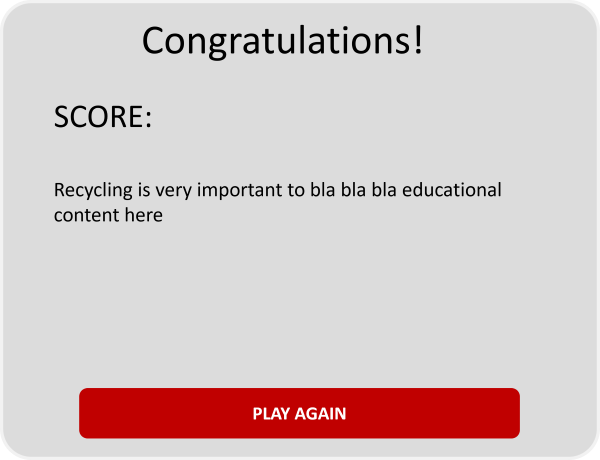 Congratulations!
SCORE:
Recycling is very important to bla bla bla educational
content here
PLAY AGAIN